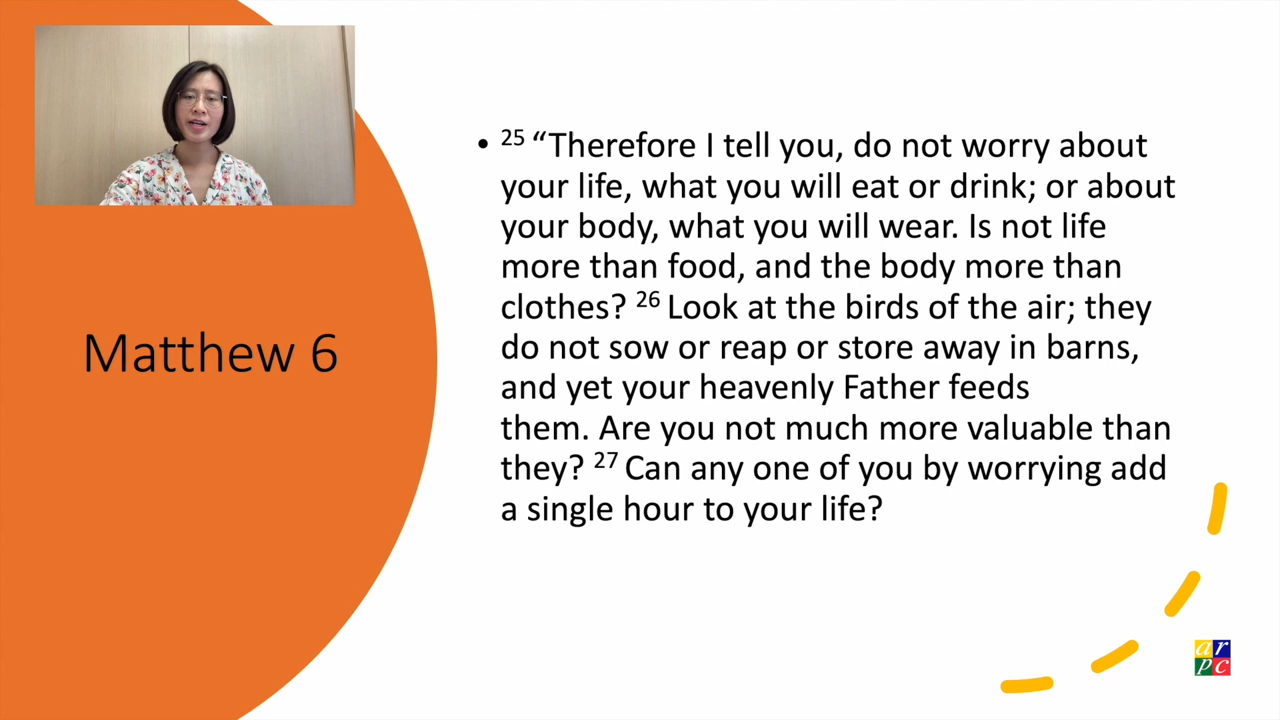 Matthew 6
• 25 “Therefore I tell you, do not worry about
your life, what you will eat or drink; or about
your body, what you will wear. Is not life
more than food, and the body more than
clothes? 26 Look at the birds of the air; they
do not sow or reap or store away in barns,
and yet your heavenly Father feeds
them. Are you not much more valuable than
they? 27 Can any one of you by worrying add
a single hour to your life?
ar
pc